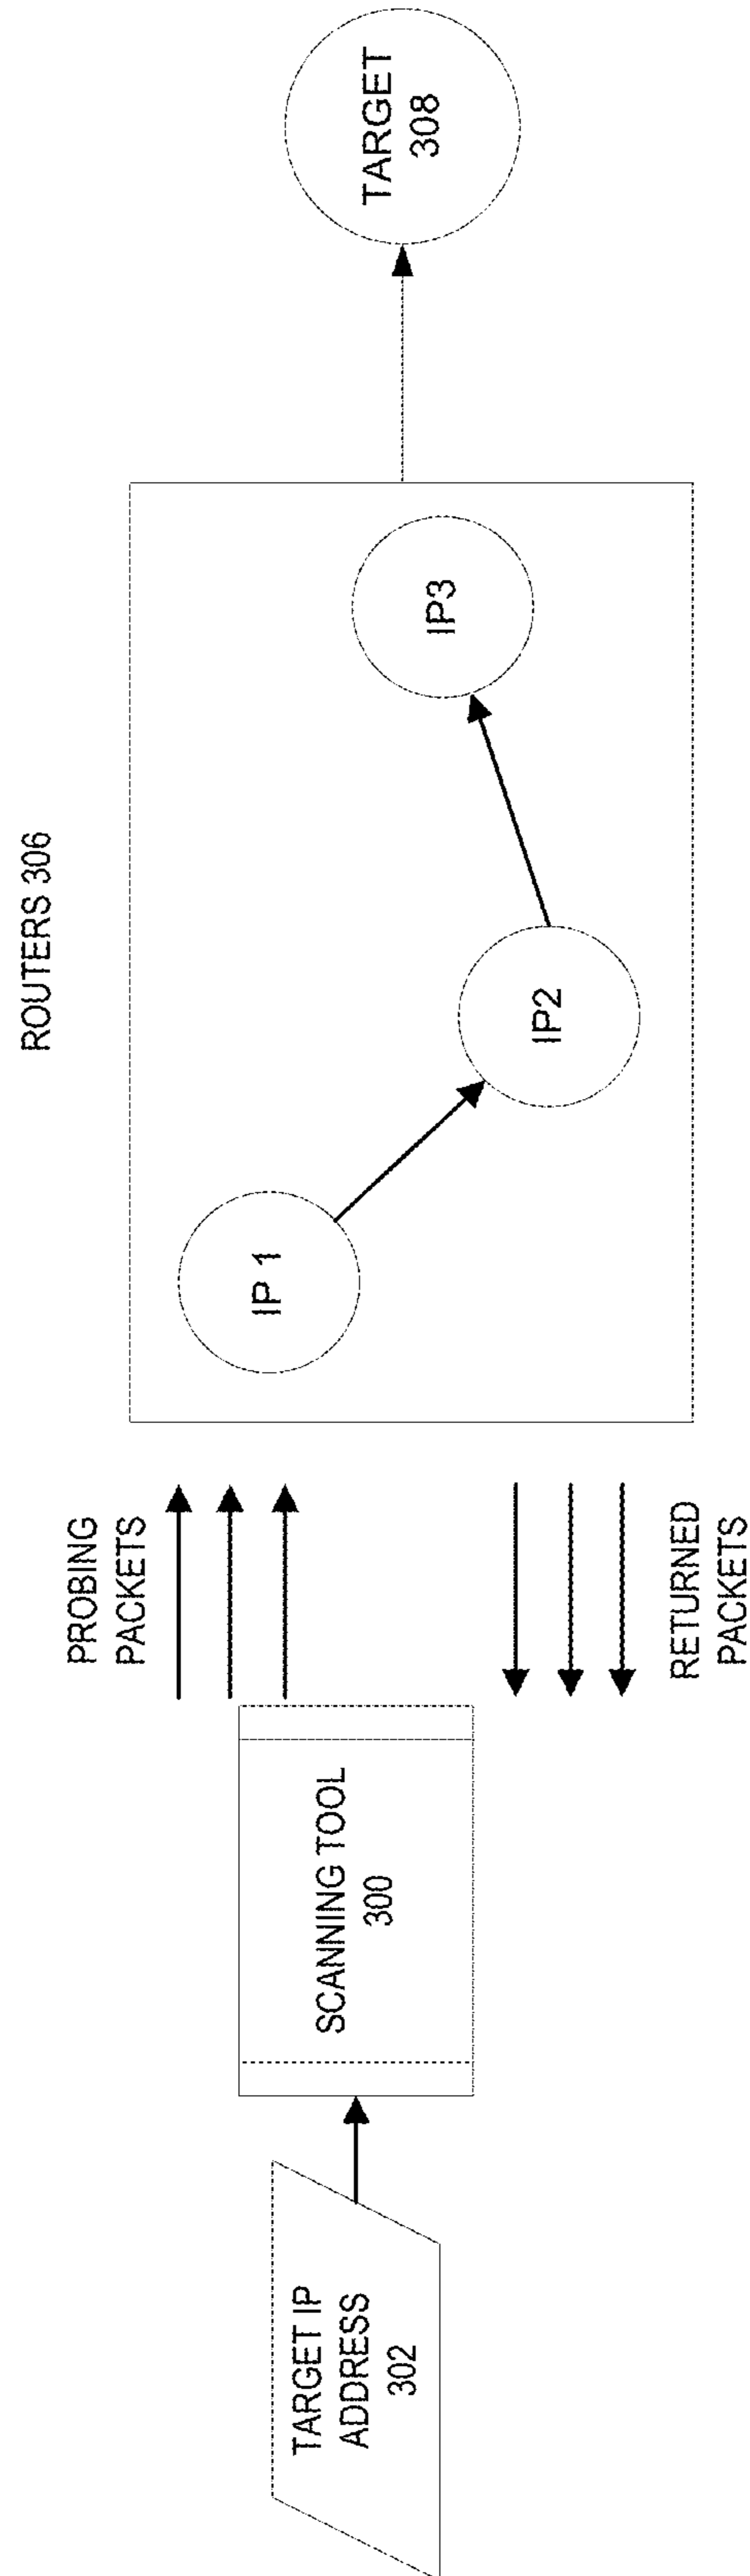 TARGET IP
ADDRESS
302
SCANNING TOOL
300
PROBING
PACKETS
RETURNED
PACKETS
ROUTERS 306
IP 1
IP2
IP3
TARGET
308